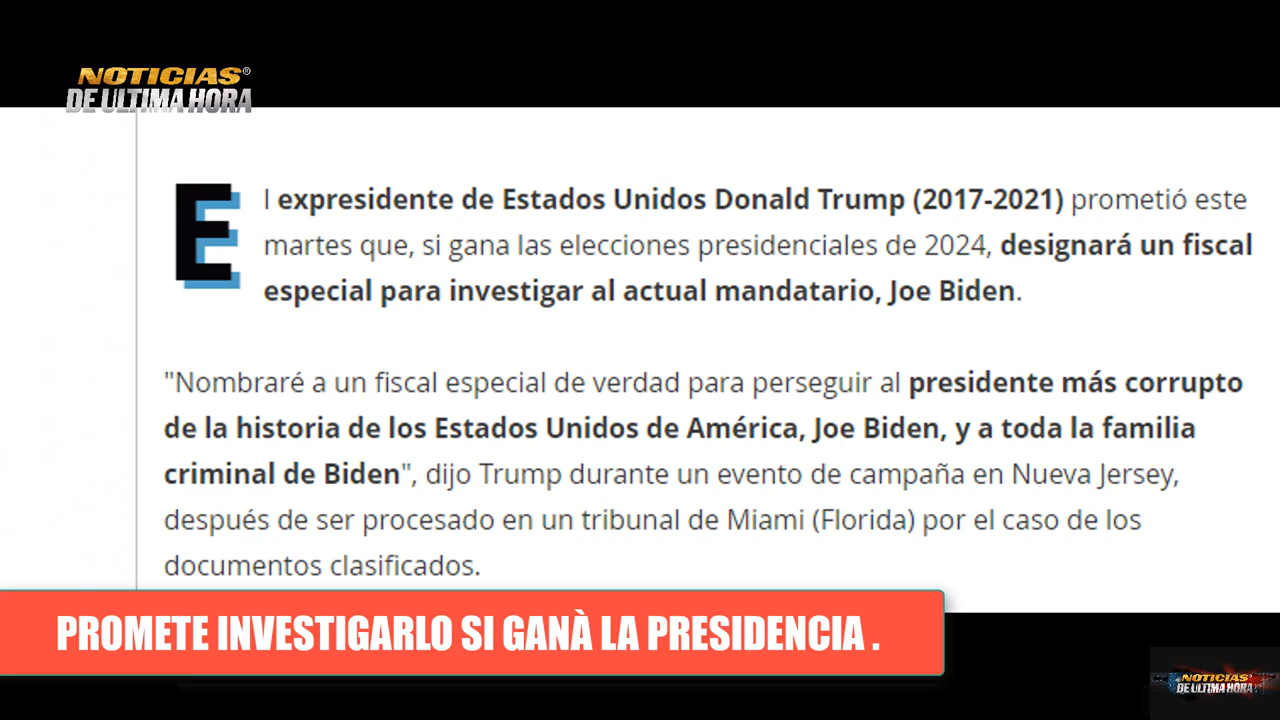 NOTICIAS®
DE ULTIMA HORA
El expresidente de Estados Unidos Donald Trump (2017-2021) prometió este
martes que, si gana las elecciones presidenciales de 2024, designará un fiscal
especial para investigar al actual mandatario, Joe Biden.
"Nombraré a un fiscal especial de verdad para perseguir al presidente más corrupto
de la historia de los Estados Unidos de América, Joe Biden, y a toda la familia
criminal de Biden", dijo Trump durante un evento de campaña en Nueva Jersey,
después de ser procesado en un tribunal de Miami (Florida) por el caso de los
documentos clasificados.
PROMETE INVESTIGARLO SI GANÀ LA PRESIDENCIA .
NOTICIAS
DE ULTIMA HORA